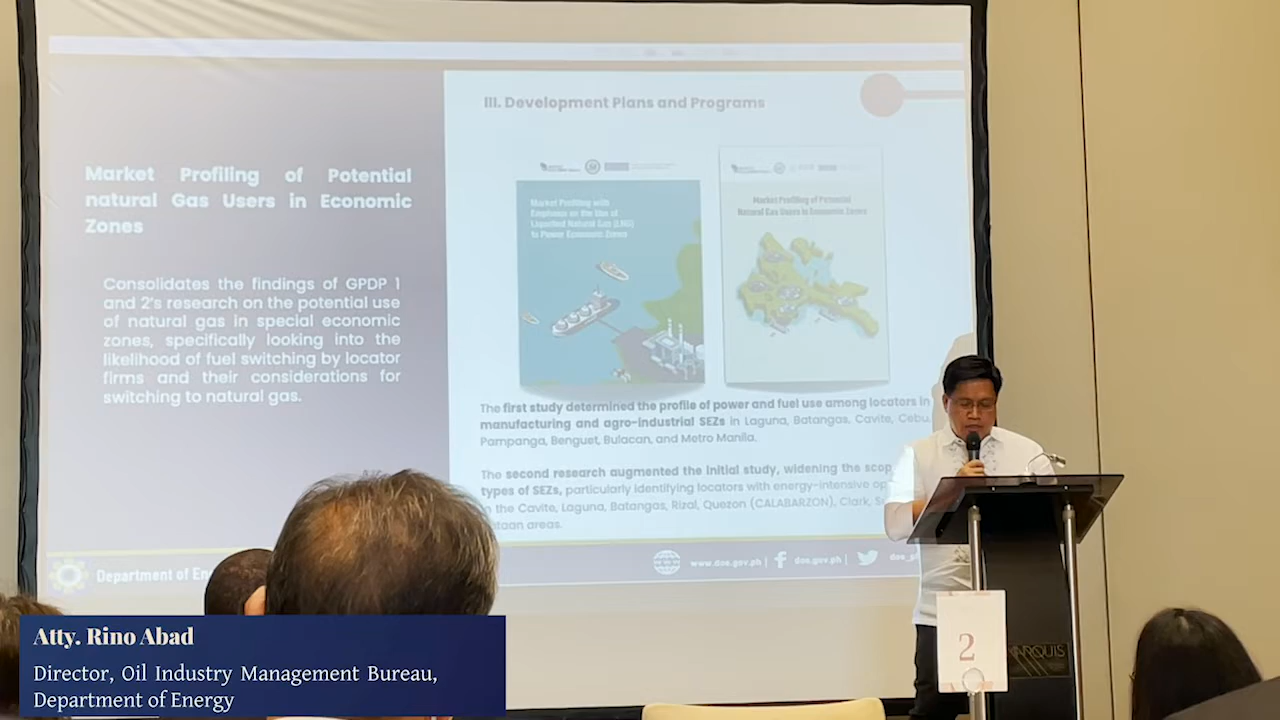 III. Development Plans and Programs
Market Profiling of Potential
natural Gas Users in Economic
Zones
Consolidates the findings of GPDP 1
and 2's research on the potential use
of natural gas in special economic
zones, specifically looking into the
likelihood of fuel switching by locator
firms and their considerations for
switching to natural gas.
Market Profiling with
Emphasis on the Use of
Liquefied Natural Gas (LNG)
to Power Economic Zones
Market Profiling of Potential
Natural Gas Users in Economic Zones
The first study determined the profile of power and fuel use among locators in
manufacturing and agro-industrial SEZs in Laguna, Batangas, Cavite, Cebu,
Pampanga, Benguet, Bulacan, and Metro Manila.
The second research augmented the initial study, widening the
types of SEZs, particularly identifying locators with energy-intensive
the Cavite, Laguna, Batangas, Rizal, Quezon (CALABARZON), Clark,
areas.
Department of
www.doe.gov.ph | doe.gov.ph |
2
Atty. Rino Abad
Director, Oil Industry Management Bureau,
Department of Energy